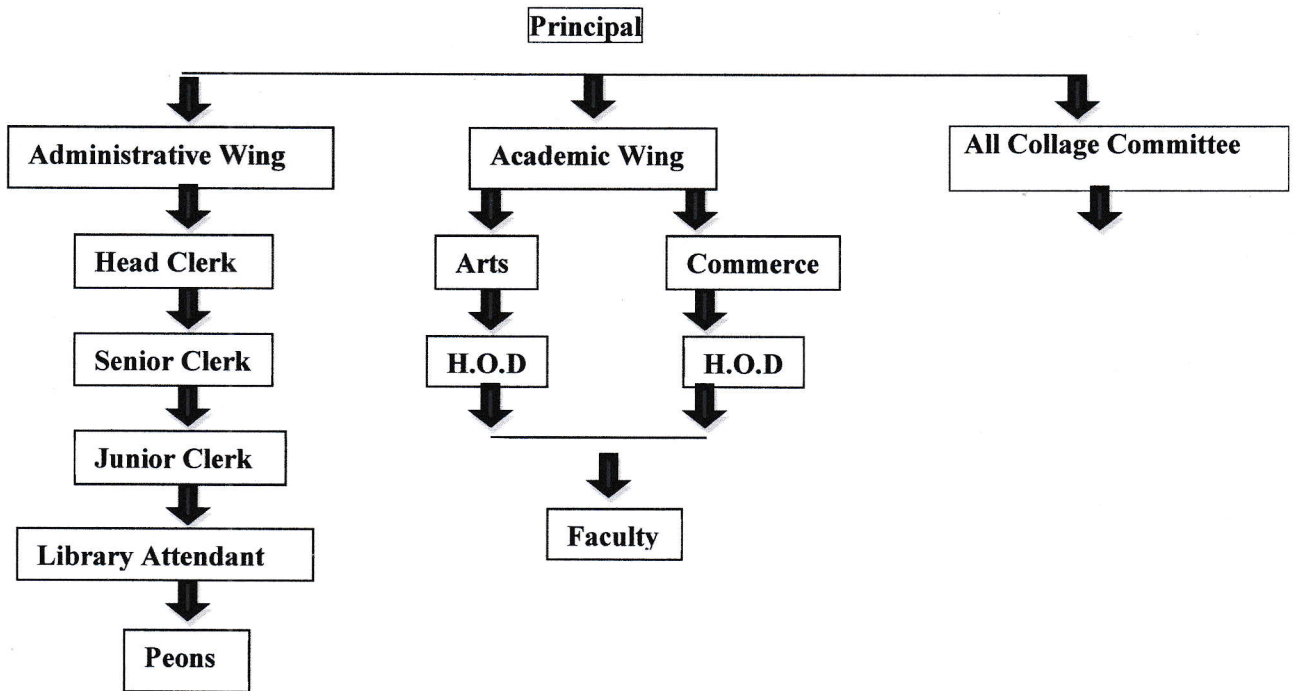 Principal
Administrative Wing
Academic Wing
All Collage Committee
Head Clerk
Arts
Commerce
Senior Clerk
H.O.D
H.O.D
Junior Clerk
Library Attendant
Faculty
Peons